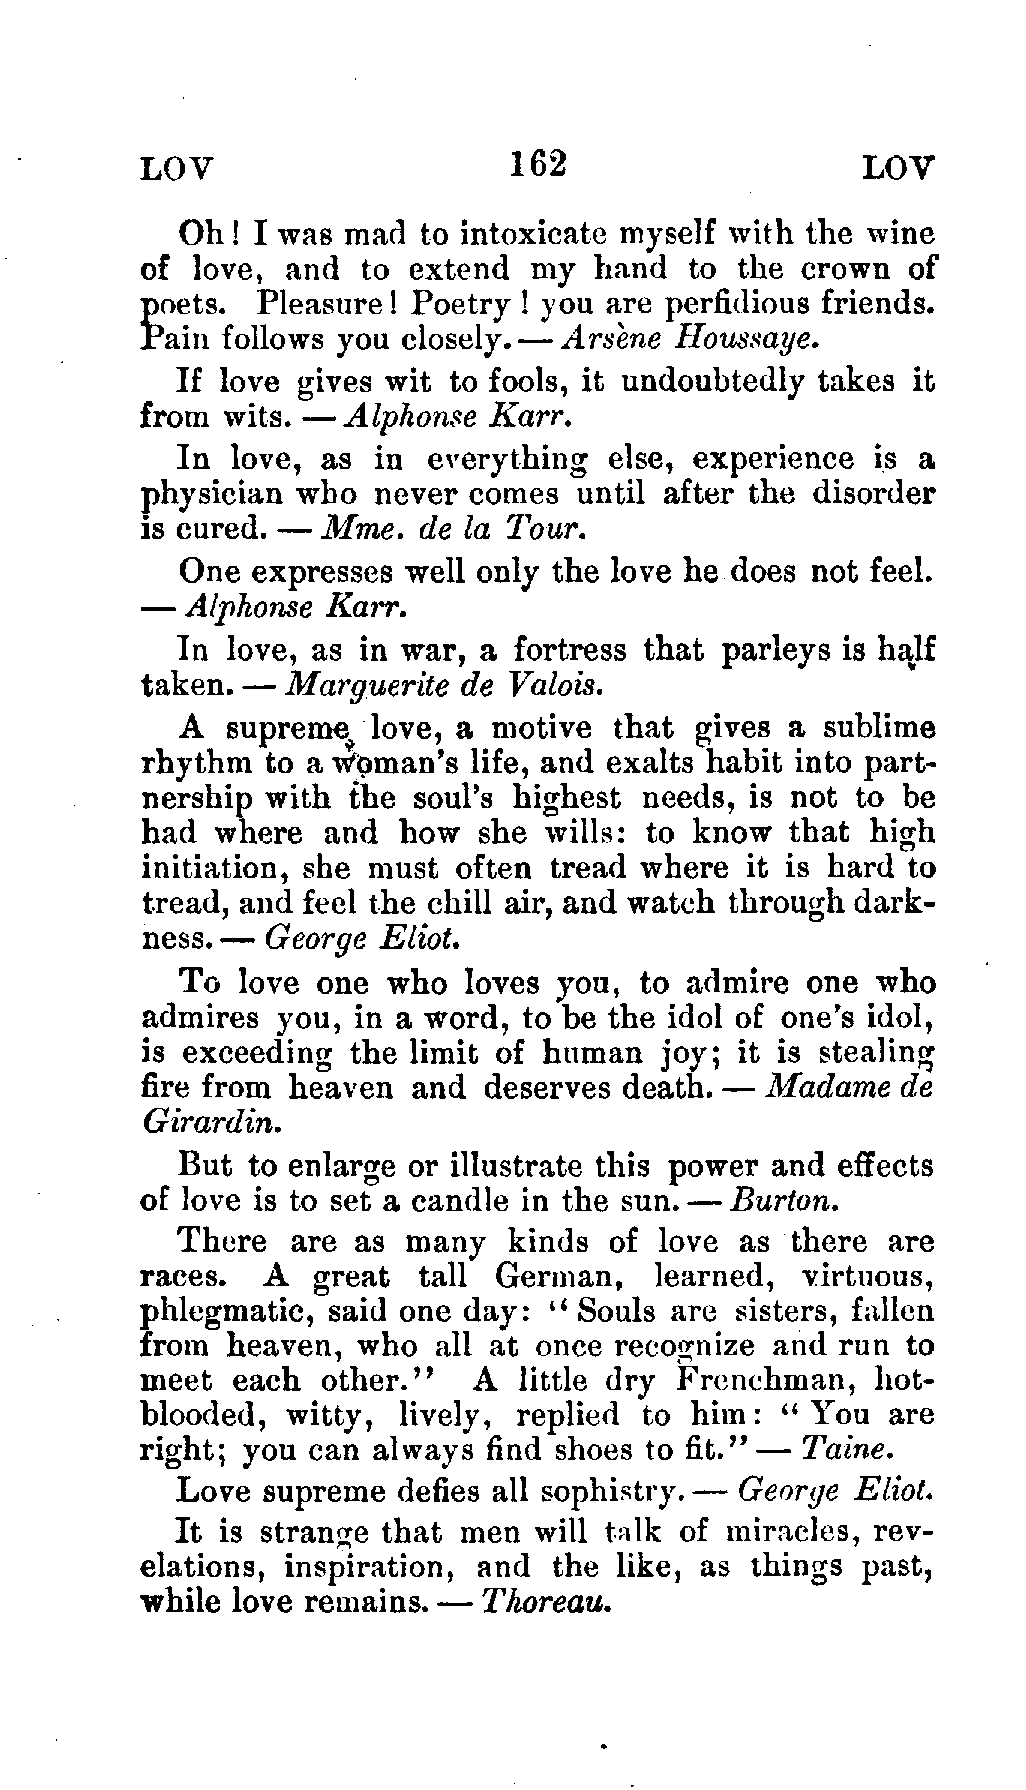 LOV 162 LOV
Oh! I was mad to intoxicate myself with the wine
of love, and to extend my hand to the crown of
poets. Pleasure! Poetry! you are perfidious friends.
Pain follows you closely. — Arsène Houssaye.
If love gives wit to fools, it undoubtedly takes it
from wits. — Alphonse Karr.
In love, as in everything else, experience is a
physician who never comes until after the disorder
is cured. — Mme. de la Tour.
One expresses well only the love he does not feel.
— Alphonse Karr.
In love, as in war, a fortress that parleys is half
taken. — Marguerite de Valois.
A supreme love, a motive that gives a sublime
rhythm to a woman's life, and exalts habit into part-
nership with the soul's highest needs, is not to be
had where and how she wills: to know that high
initiation, she must often tread where it is hard to
tread, and feel the chill air, and watch through dark-
ness. — George Eliot.
To love one who loves you, to admire one who
admires you, in a word, to be the idol of one's idol,
is exceeding the limit of human joy; it is stealing
fire from heaven and deserves death. — Madame de
Girardin.
But to enlarge or illustrate this power and effects
of love is to set a candle in the sun. — Burton.
There are as many kinds of love as there are
races. A great tall German, learned, virtuous,
phlegmatic, said one day: "Souls are sisters, fallen
from heaven, who all at once recognize and run to
meet each other." A little dry Frenchman, hot-
blooded, witty, lively, replied to him: "You are
right; you can always find shoes to fit." — Taine.
Love supreme defies all sophistry. — George Eliot.
It is strange that men will talk of miracles, rev-
elations, inspiration, and the like, as things past,
while love remains. — Thoreau.